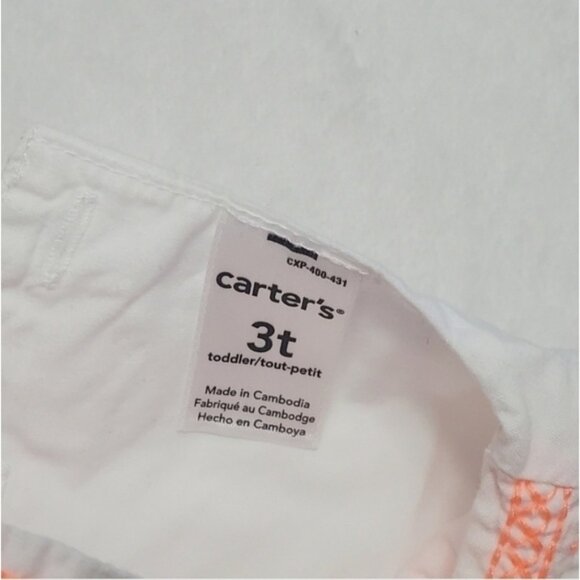 CXP-400-431
carter's®
3t
toddler/tout-petit
Made in Cambodia
Fabriqué au Cambodge
Hecho en Camboya